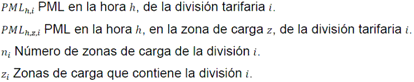 PML_{h,i} PML en la hora h, de la división tarifaria i.
PML_{h,z,i} PML en la hora h, en la zona de carga z, de la división tarifaria i.
n_i Número de zonas de carga de la división i.
z_i Zonas de carga que contiene la división i.